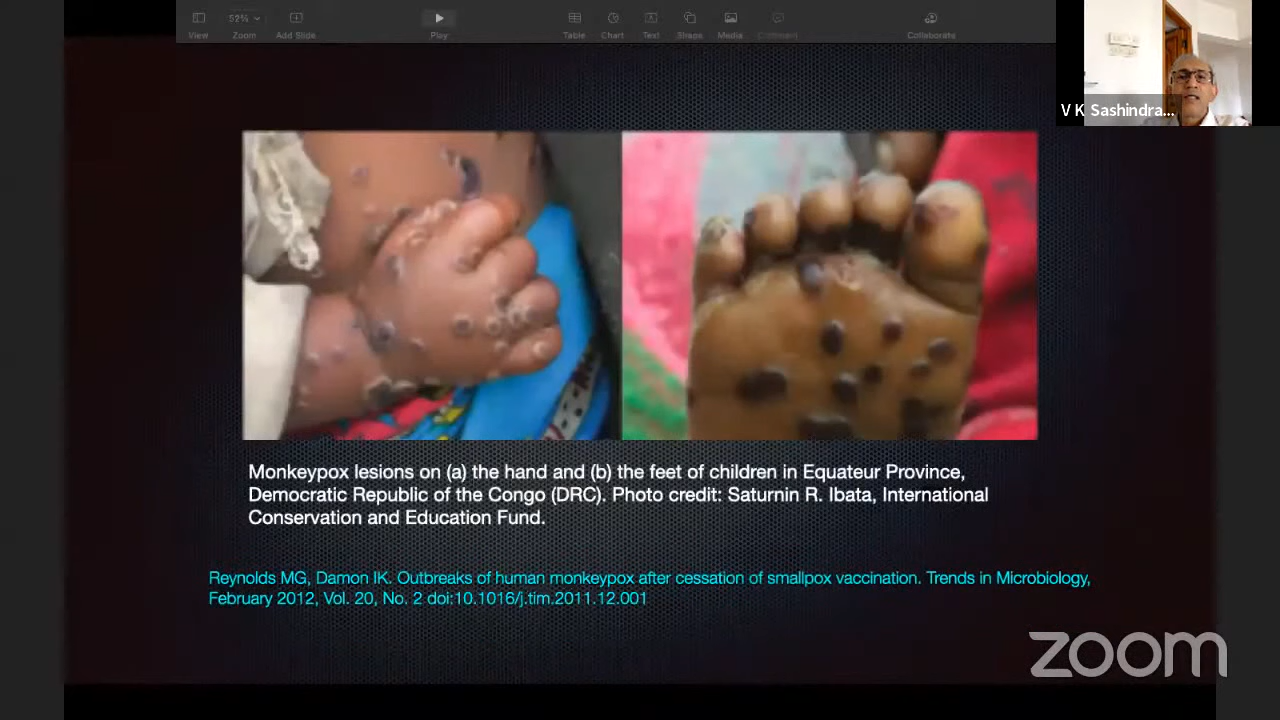 View
52%
Zoom
Add Slide
Play
Table
Chart
Text
Shape
Media
Comment
Collaborate
V K Sashindra...
Monkeypox lesions on (a) the hand and (b) the feet of children in Equateur Province,
Democratic Republic of the Congo (DRC). Photo credit: Saturnin R. Ibata, International
Conservation and Education Fund.
Reynolds MG, Damon IK. Outbreaks of human monkeypox after cessation of smallpox vaccination. Trends in Microbiology,
February 2012, Vol. 20, No. 2 doi:10.1016/j.tim.2011.12.001
zoom